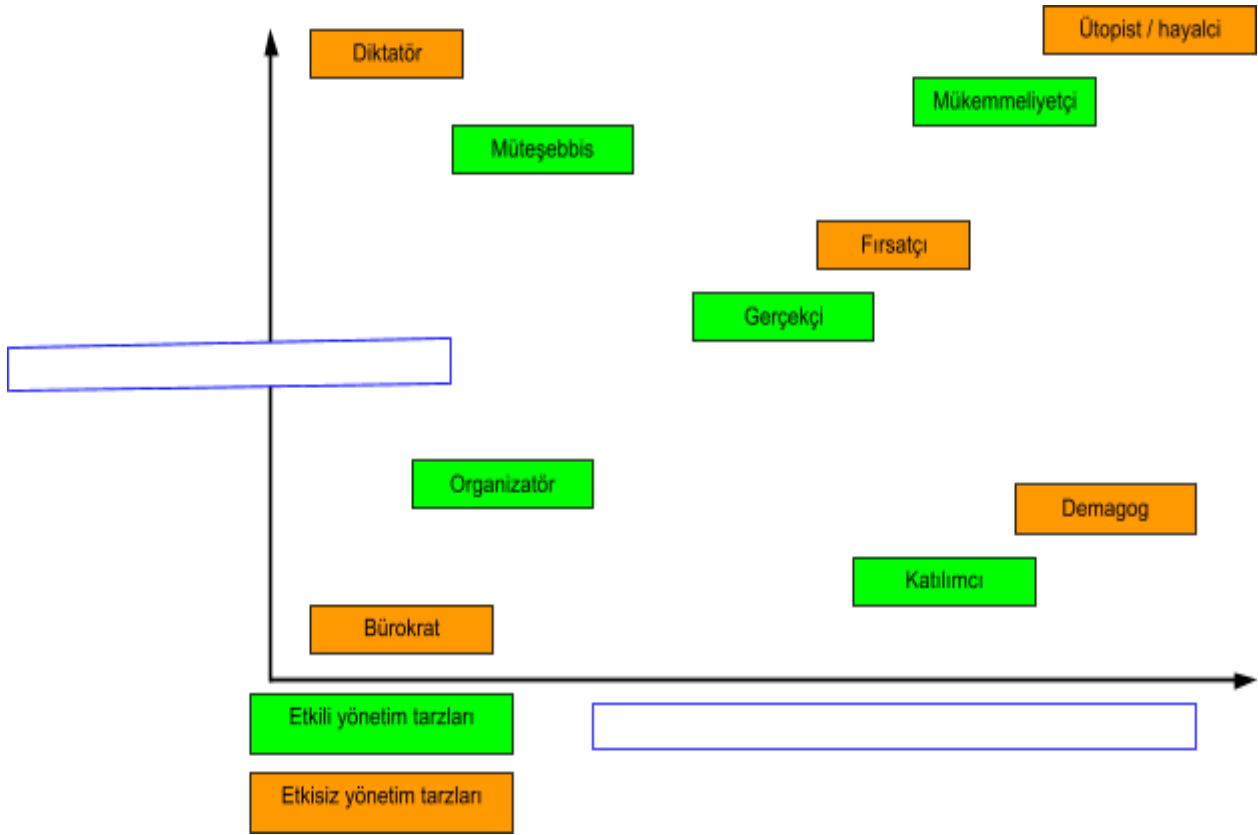 Ütopist / hayalci
Diktatör
Mükemmeliyetçi
Müteşebbis
Fırsatçı
Gerçekçi
Organizatör
Demagog
Katılımcı
Bürokrat
Etkili yönetim tarzları
Etkisiz yönetim tarzları